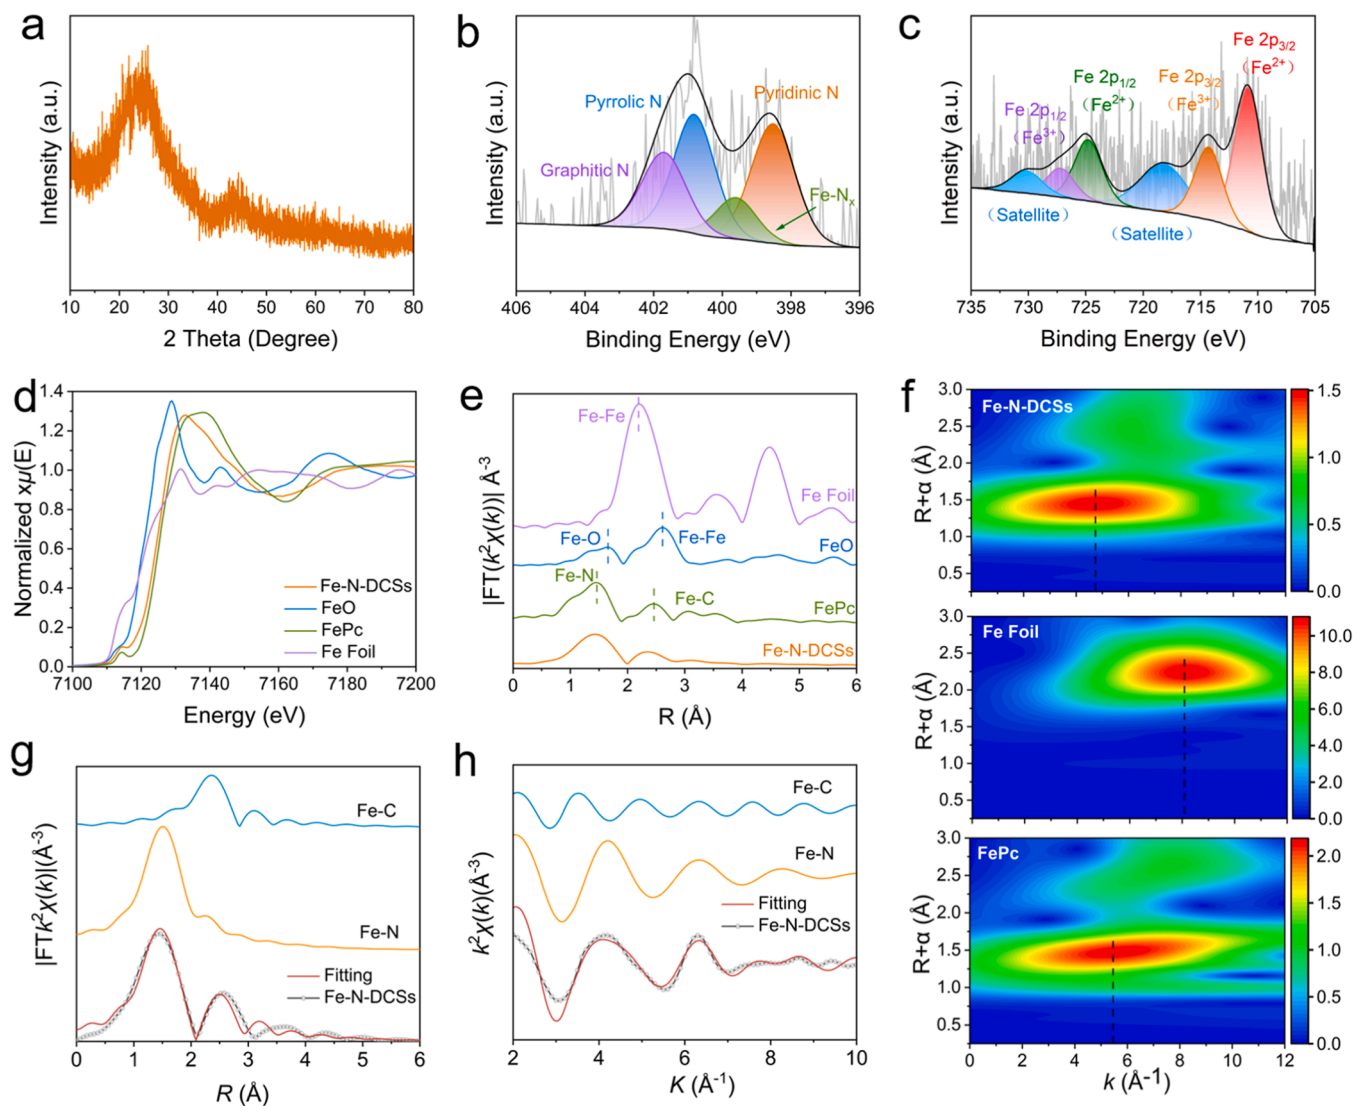 a
Intensity (a.u.)
10 20 30 40 50 60 70 80
2 Theta (Degree)
b
Intensity (a.u.)
Pyrrolic N
Pyridinic N
Graphitic N
Fe-Nx
406 404 402 400 398 396
Binding Energy (eV)
c
Intensity (a.u.)
Fe 2p3/2
(Fe2+)
Fe 2p1/2
(Fe2+)
Fe 2p3/2
(Fe3+)
Fe 2p1/2
(Fe3+)
(Satellite)
(Satellite)
735 730 725 720 715 710 705
Binding Energy (eV)
d
Normalized xμ(E)
1.4
1.2
1.0
0.8
0.6
0.4
0.2
0.0
Fe-N-DCSs
FeO
FePc
Fe Foil
7100 7120 7140 7160 7180 7200
Energy (eV)
e
|FT(k2χ(k))| Å-3
Fe-Fe
Fe Foil
Fe-O
Fe-Fe
FeO
Fe-N
Fe-C
FePc
Fe-N-DCSs
0 1 2 3 4 5 6
R (Å)
f
Fe-N-DCSs
R+α (Å)
3.0
2.5
2.0
1.5
1.0
0.5
1.5
1.0
0.5
0.0
Fe Foil
R+α (Å)
3.0
2.5
2.0
1.5
1.0
0.5
10.0
8.0
6.0
4.0
2.0
0.0
FePc
R+α (Å)
3.0
2.5
2.0
1.5
1.0
0.5
2.0
1.5
1.0
0.5
0.0
0 2 4 6 8 10 12
k (Å-1)
g
|FTk2χ(k)|(Å-3)
Fe-C
Fe-N
Fitting
Fe-N-DCSs
0 1 2 3 4 5 6
R (Å)
h
k2χ(k)(Å-3)
Fe-C
Fe-N
Fitting
Fe-N-DCSs
2 4 6 8 10
K (Å-1)